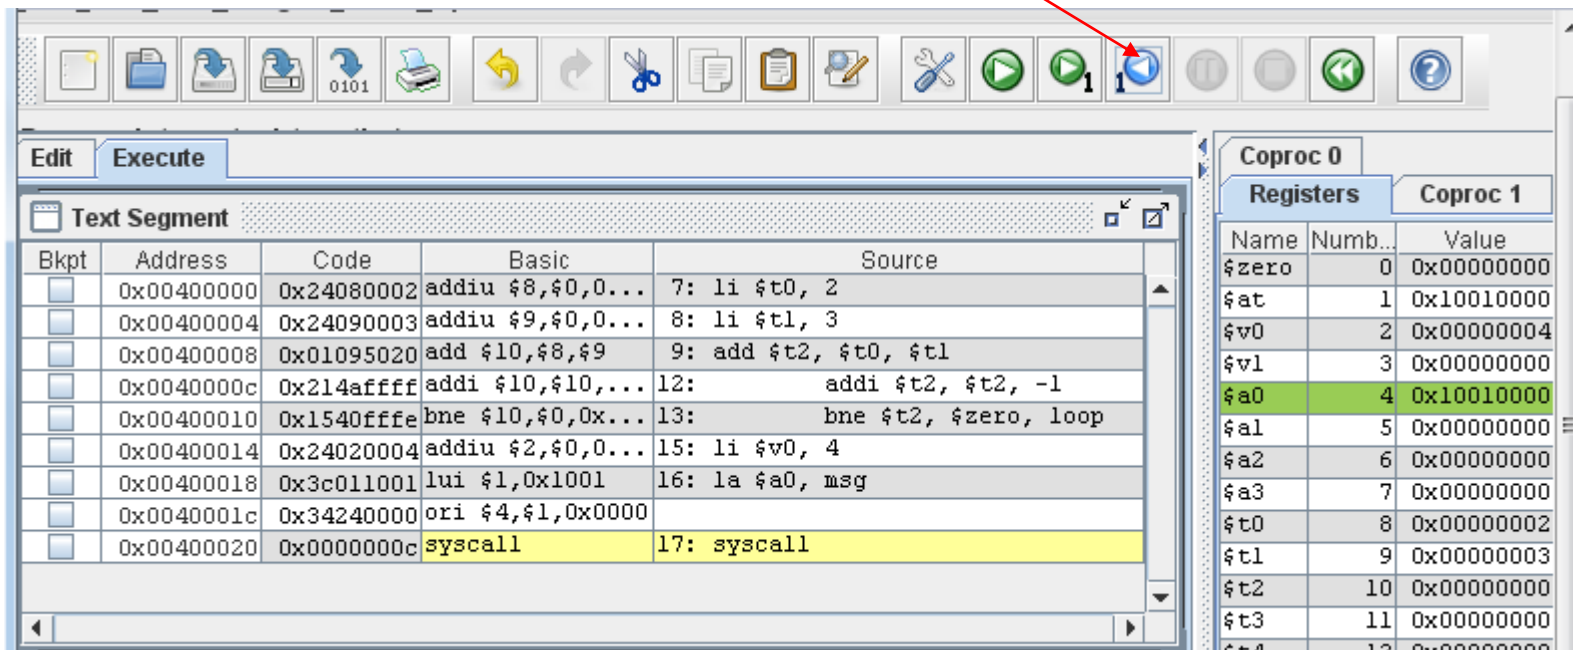 0101
1
1
Edit Execute
Coproc 0
Registers Coproc 1
Text Segment
Bkpt Address Code Basic Source
Name Numb... Value
$zero 0 0x00000000
0x00400000 0x24080002 addiu $8,$0,0... 7: li $t0, 2
$at 1 0x10010000
0x00400004 0x24090003 addiu $9,$0,0... 8: li $t1, 3
$v0 2 0x00000004
0x00400008 0x01095020 add $10,$8,$9 9: add $t2, $t0, $t1
$v1 3 0x00000000
0x0040000c 0x214affff addi $10,$10,... 12: addi $t2, $t2, -1
$a0 4 0x10010000
0x00400010 0x1540fffe bne $10,$0,0x... 13: bne $t2, $zero, loop
$a1 5 0x00000000
0x00400014 0x24020004 addiu $2,$0,0... 15: li $v0, 4
$a2 6 0x00000000
0x00400018 0x3c011001 lui $1,0x1001 16: la $a0, msg
$a3 7 0x00000000
0x0040001c 0x34240000 ori $4,$1,0x0000
$t0 8 0x00000002
0x00400020 0x0000000c syscall 17: syscall
$t1 9 0x00000003
$t2 10 0x00000000
$t3 11 0x00000000